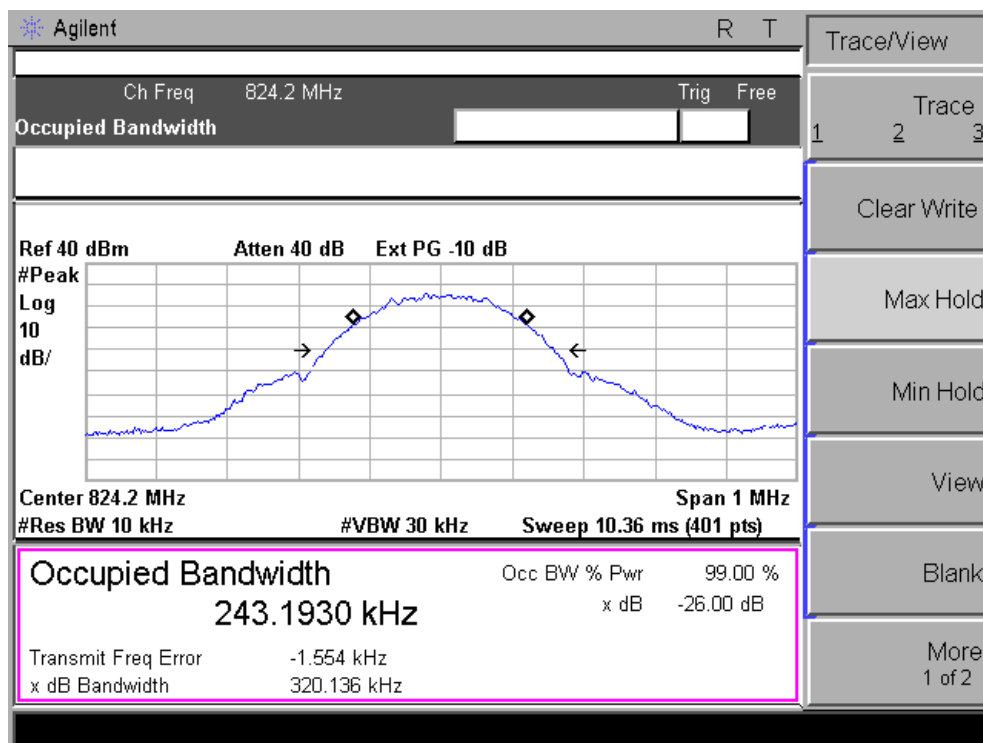 Agilent R T
Trace/View
Ch Freq 824.2 MHz Trig Free
Occupied Bandwidth
Trace
1 2 3
Clear Write
Ref 40 dBm Atten 40 dB Ext PG -10 dB
#Peak
Log
10
dB/
Max Hold
Min Hold
View
Center 824.2 MHz Span 1 MHz
#Res BW 10 kHz #VBW 30 kHz Sweep 10.36 ms (401 pts)
Occupied Bandwidth Occ BW % Pwr 99.00 %
243.1930 kHz x dB -26.00 dB
Blank
Transmit Freq Error -1.554 kHz
x dB Bandwidth 320.136 kHz
More
1 of 2